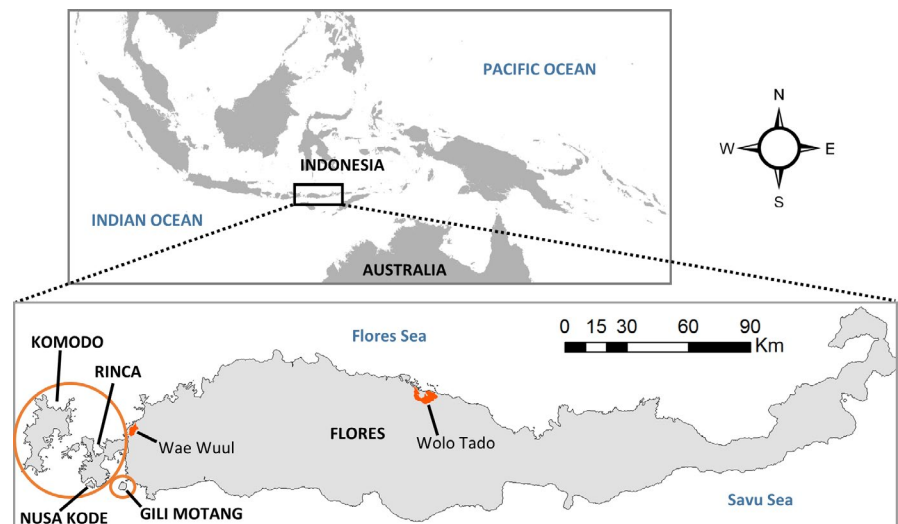 PACIFIC OCEAN
INDONESIA
INDIAN OCEAN
AUSTRALIA
N
W
E
S
Flores Sea
0 15 30 60 90
Km
KOMODO
RINCA
FLORES
Wae Wuul
Wolo Tado
NUSA KODE
GILI MOTANG
Savu Sea